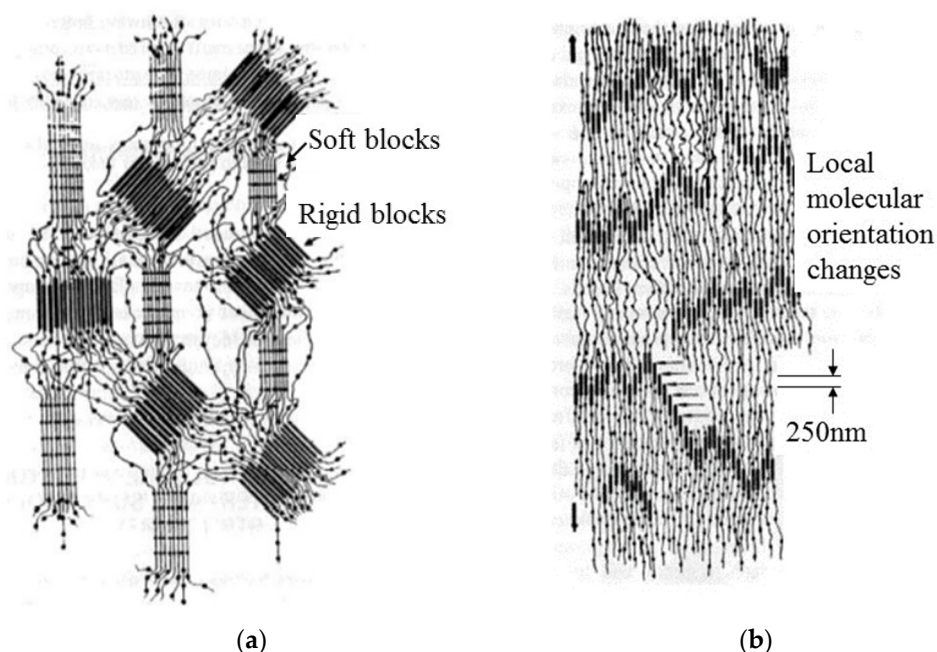 Soft blocks
Rigid blocks
(a)
Local
molecular
orientation
changes
250nm
(b)